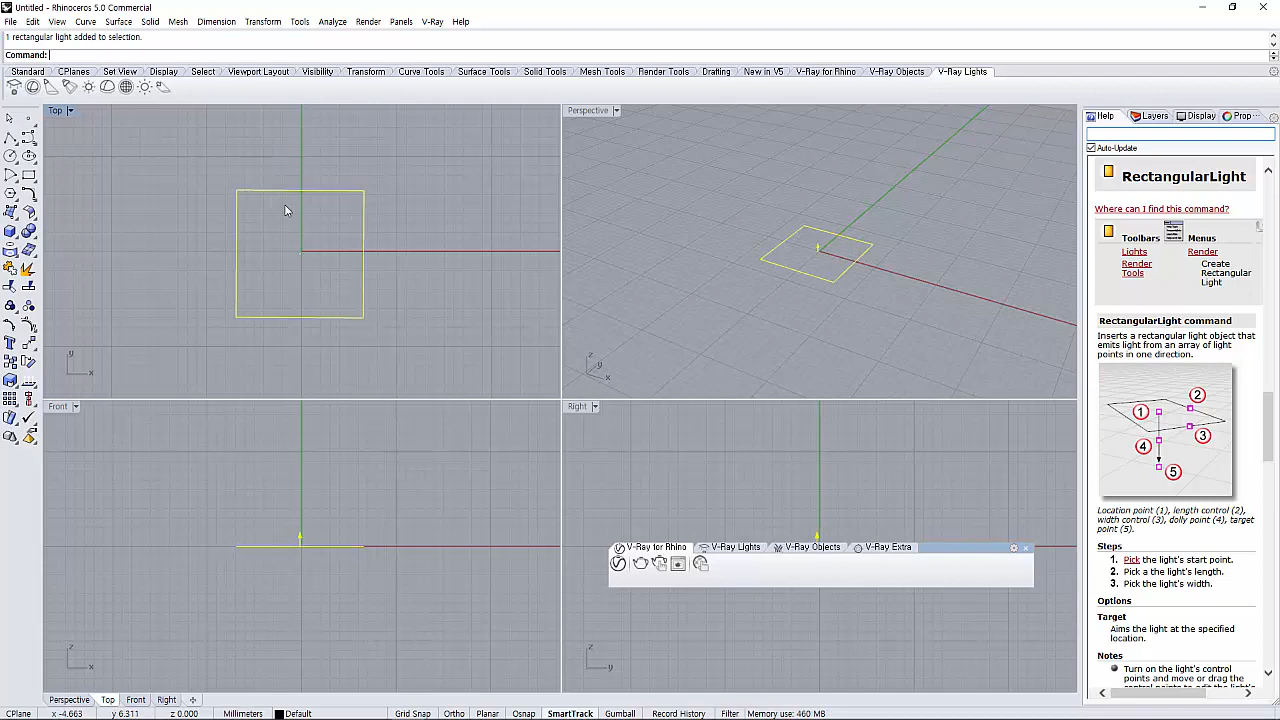 Untitled - Rhinoceros 5.0 Commercial
File Edit View Curve Surface Solid Mesh Dimension Transform Tools Analyze Render Panels V-Ray Help
1 rectangular light added to selection.
Command:
Standard CPlanes Set View Display Select Viewport Layout Visibility Transform Curve Tools Surface Tools Solid Tools Mesh Tools Render Tools Drafting New in V5 V-Ray for Rhino V-Ray Objects V-Ray Lights
Top
Perspective
y
x
z
y
x
Front
Right
V-Ray for Rhino V-Ray Lights V-Ray Objects V-Ray Extra
z
x
z
y
Perspective Top Front Right
CPlane x -4.663 y 6.311 z 0.000 Millimeters Default Grid Snap Ortho Planar Osnap SmartTrack Gumball Record History Filter Memory use: 460 MB
Help Layers Display Prop...
Auto-Update
RectangularLight
Where can I find this command?
Toolbars Menus
Lights Render
Render Create
Tools Rectangular
Light
RectangularLight command
Inserts a rectangular light object that
emits light from an array of light
points in one direction.
1 2
4 3
5
Location point (1), length control (2),
width control (3), dolly point (4), target
point (5).
Steps
1. Pick the light's start point.
2. Pick a the light's length.
3. Pick the light's width.
Options
Target
Aims the light at the specified
location.
Notes
Turn on the light's control
points and move or drag the